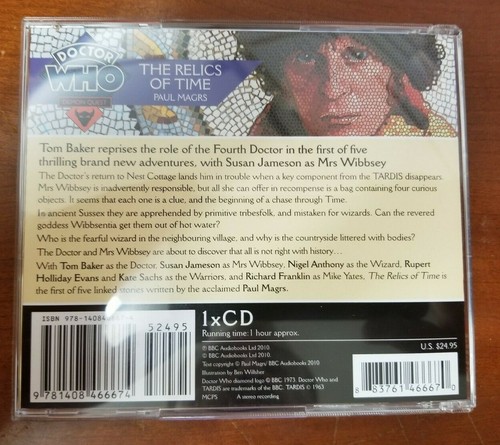 DOCTOR
WHO
DEMON QUEST
THE RELICS
OF TIME
PAUL MAGRS
Tom Baker reprises the role of the Fourth Doctor in the first of five
thrilling brand new adventures, with Susan Jameson as Mrs Wibbsey
The Doctor's return to Nest Cottage lands him in trouble when a key component from the TARDIS disappears.
Mrs Wibbsey is inadvertently responsible, but all she can offer in recompense is a bag containing four curious
objects. It seems that each one is a clue, and the beginning of a chase through Time.
In ancient Sussex they are apprehended by primitive tribesfolk, and mistaken for wizards. Can the revered
goddess Wibbsentia get them out of hot water?
Who is the fearful wizard in the neighbouring village, and why is the countryside littered with bodies?
The Doctor and Mrs Wibbsey are about to discover that all is not right with history...
With Tom Baker as the Doctor, Susan Jameson as Mrs Wibbsey, Nigel Anthony as the Wizard, Rupert
Holliday Evans and Kate Sachs as the Warriors, and Richard Franklin as Mike Yates, The Relics of Time is
the first of five linked stories written by the acclaimed Paul Magrs.
ISBN 978-1-4084
52495
9 781408 466674
1xCD
Running time: 1 hour approx.
℗ BBC Audiobooks Ltd 2010.
© BBC Audiobooks Ltd 2010.
Text copyright © Paul Magrs/ BBC Audiobooks 2010.
Illustration by Ben Willsher
Doctor Who diamond logo © BBC 1973. Doctor Who and
TARDIS are trademarks of the BBC. TARDIS © 1963
MCPS A stereo recording
U.S. $24.95
8 83761 46667 0